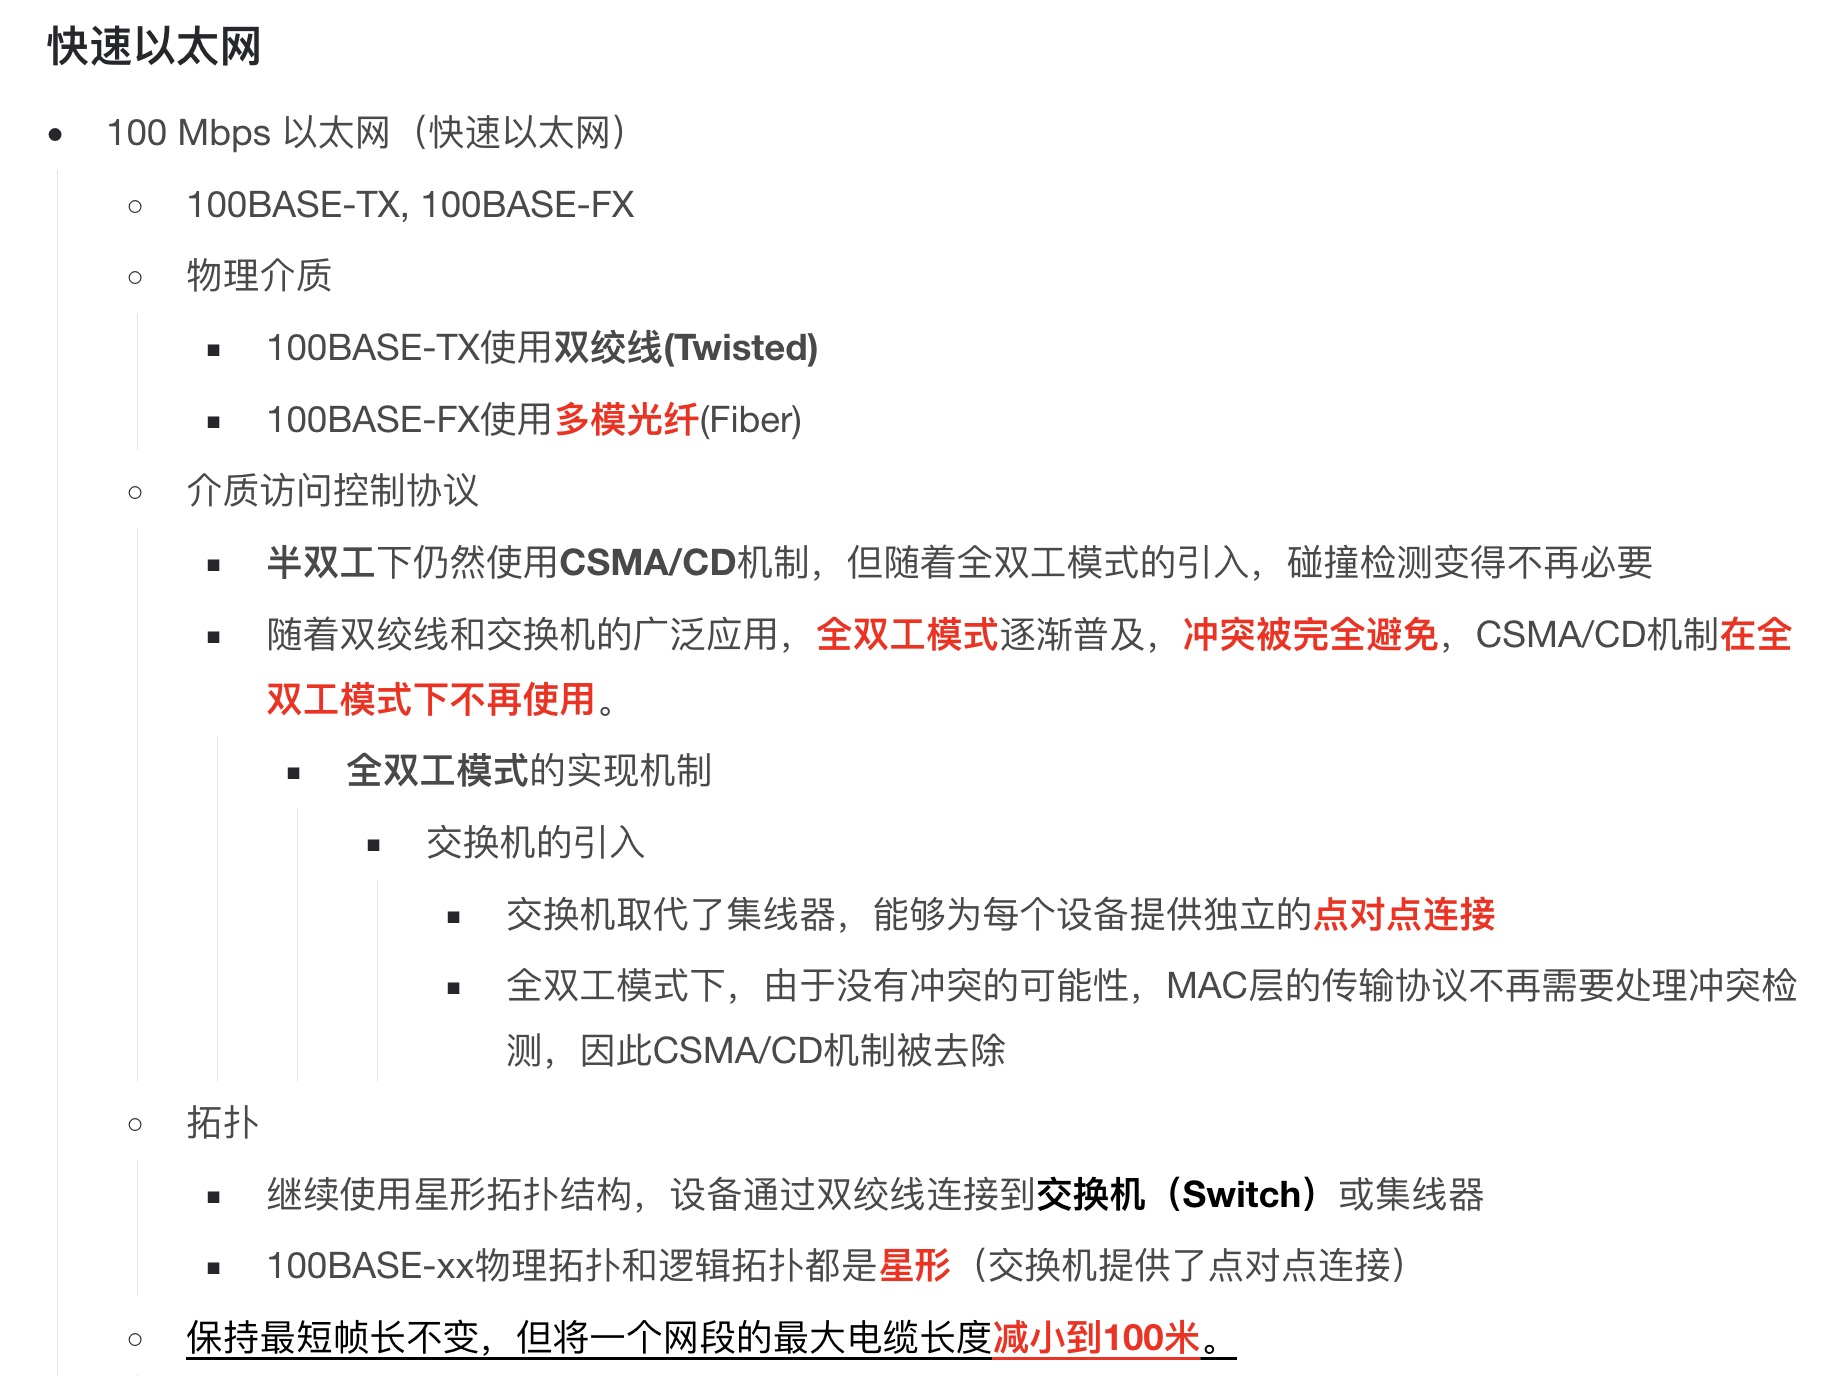 快速以太网
100 Mbps 以太网（快速以太网）
100BASE-TX, 100BASE-FX
物理介质
100BASE-TX使用双绞线(Twisted)
100BASE-FX使用多模光纤(Fiber)
介质访问控制协议
半双工下仍然使用CSMA/CD机制，但随着全双工模式的引入，碰撞检测变得不再必要
随着双绞线和交换机的广泛应用，全双工模式逐渐普及，冲突被完全避免，CSMA/CD机制在全
双工模式下不再使用。
全双工模式的实现机制
交换机的引入
交换机取代了集线器，能够为每个设备提供独立的点对点连接
全双工模式下，由于没有冲突的可能性，MAC层的传输协议不再需要处理冲突检
测，因此CSMA/CD机制被去除
拓扑
继续使用星形拓扑结构，设备通过双绞线连接到交换机（Switch）或集线器
100BASE-xx物理拓扑和逻辑拓扑都是星形（交换机提供了点对点连接）
保持最短帧长不变，但将一个网段的最大电缆长度减小到100米。